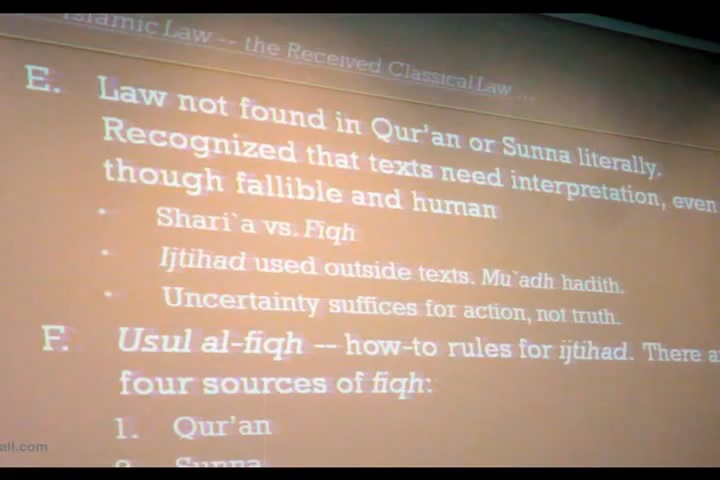 Islamic Law -- the Received Classical Law ...
E. Law not found in Qur'an or Sunna literally.
Recognized that texts need interpretation, even
though fallible and human
• Shari`a vs. Fiqh
• Ijtihad used outside texts. Mu`adh hadith.
• Uncertainty suffices for action, not truth.
F. Usul al-fiqh -- how-to rules for ijtihad. There
four sources of fiqh:
1. Qur'an
2. Sunna
all.com